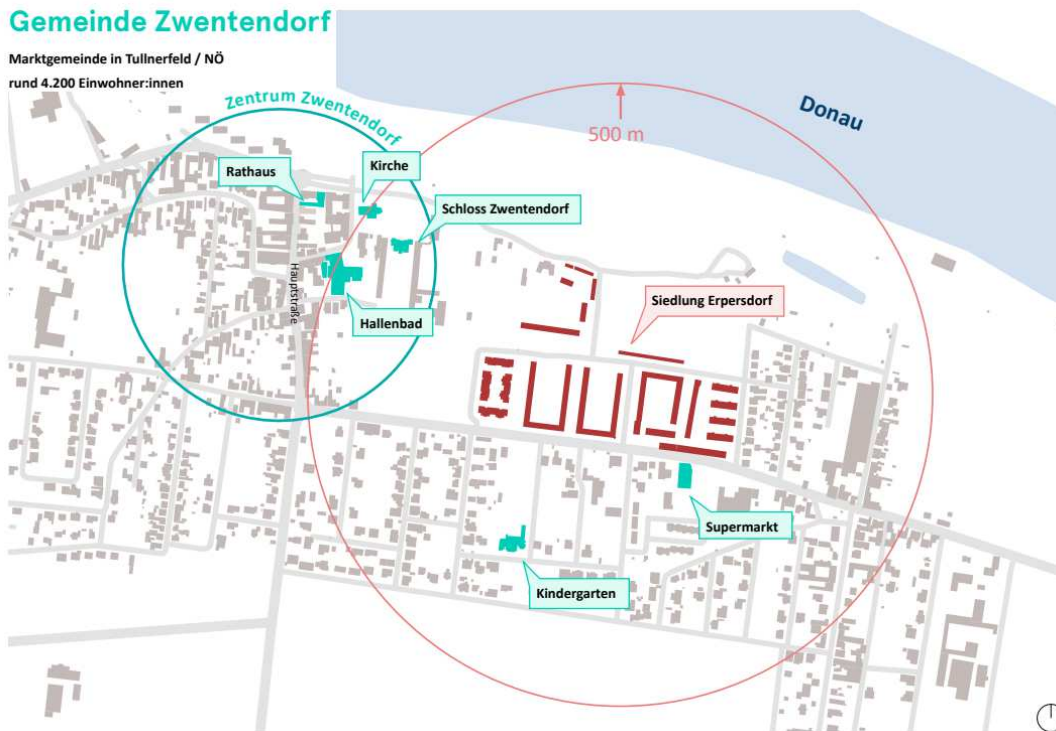 Gemeinde Zwentendorf
Marktgemeinde in Tullnerfeld / NÖ
rund 4.200 Einwohner:innen
Zentrum Zwentendorf
500 m
Donau
Rathaus
Kirche
Schloss Zwentendorf
Hauptstraße
Hallenbad
Siedlung Erpersdorf
Supermarkt
Kindergarten